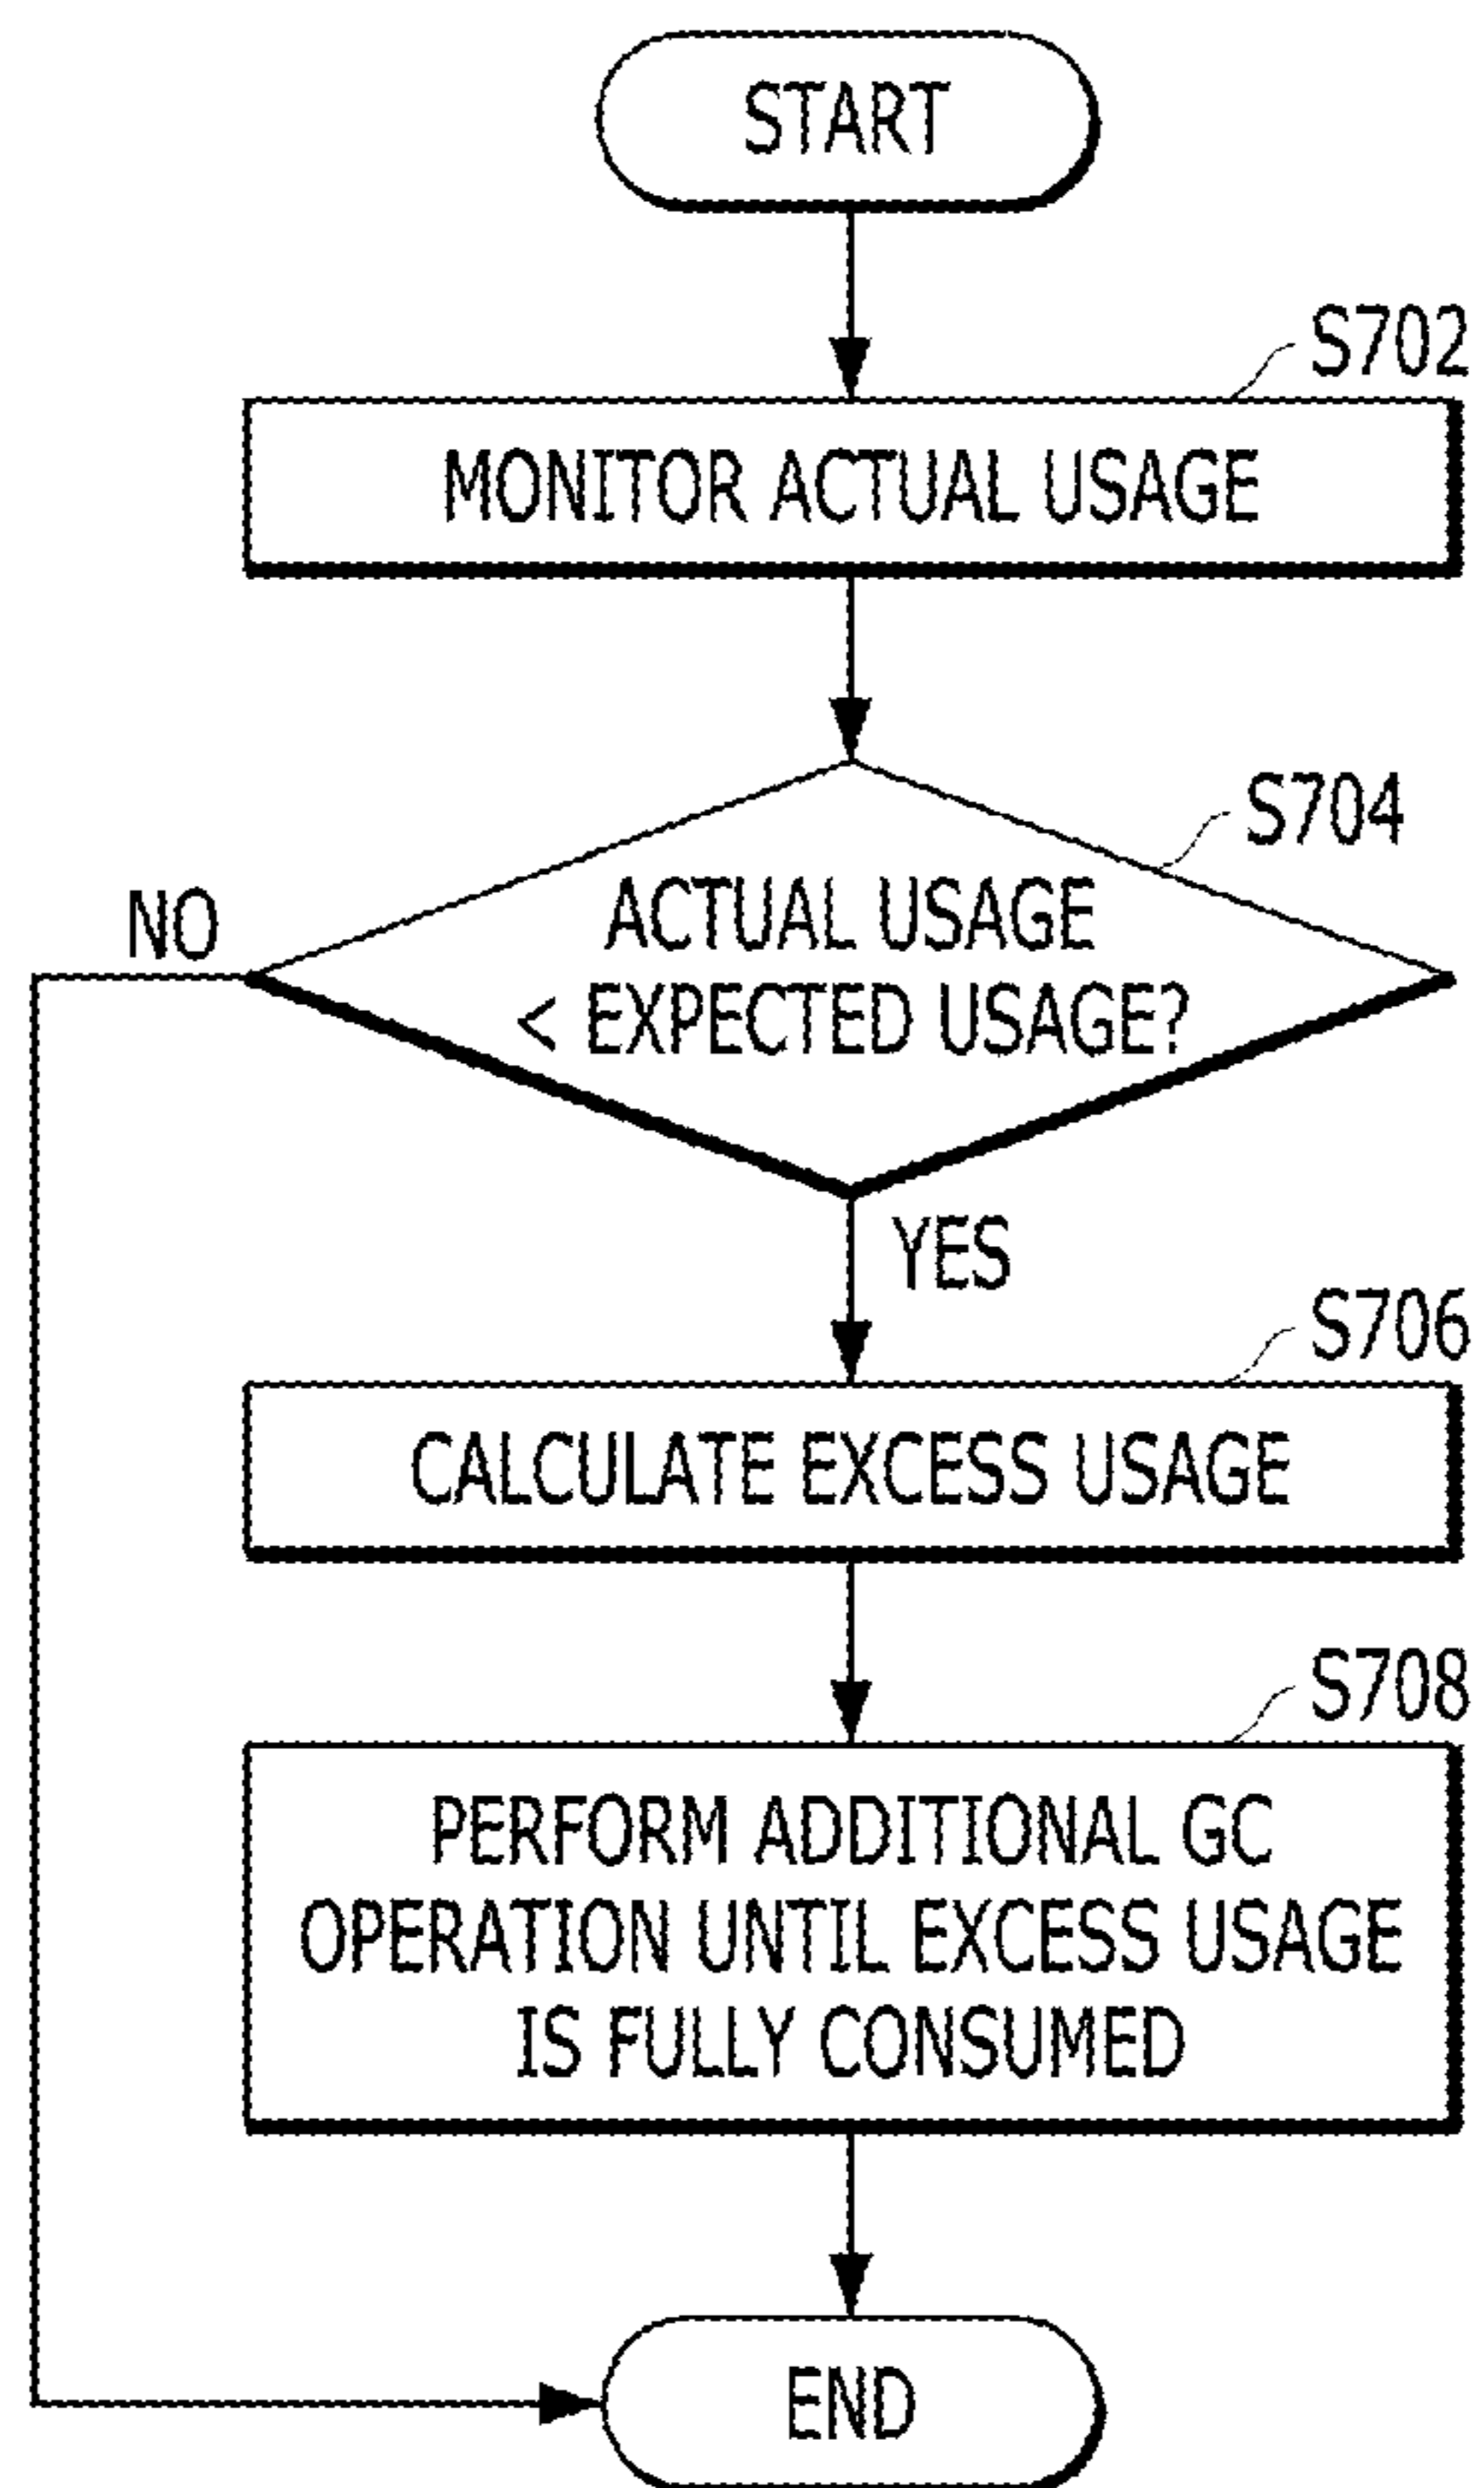 START
S702
MONITOR ACTUAL USAGE
S704
NO
ACTUAL USAGE
< EXPECTED USAGE?
YES
S706
CALCULATE EXCESS USAGE
S708
PERFORM ADDITIONAL GC
OPERATION UNTIL EXCESS USAGE
IS FULLY CONSUMED
END